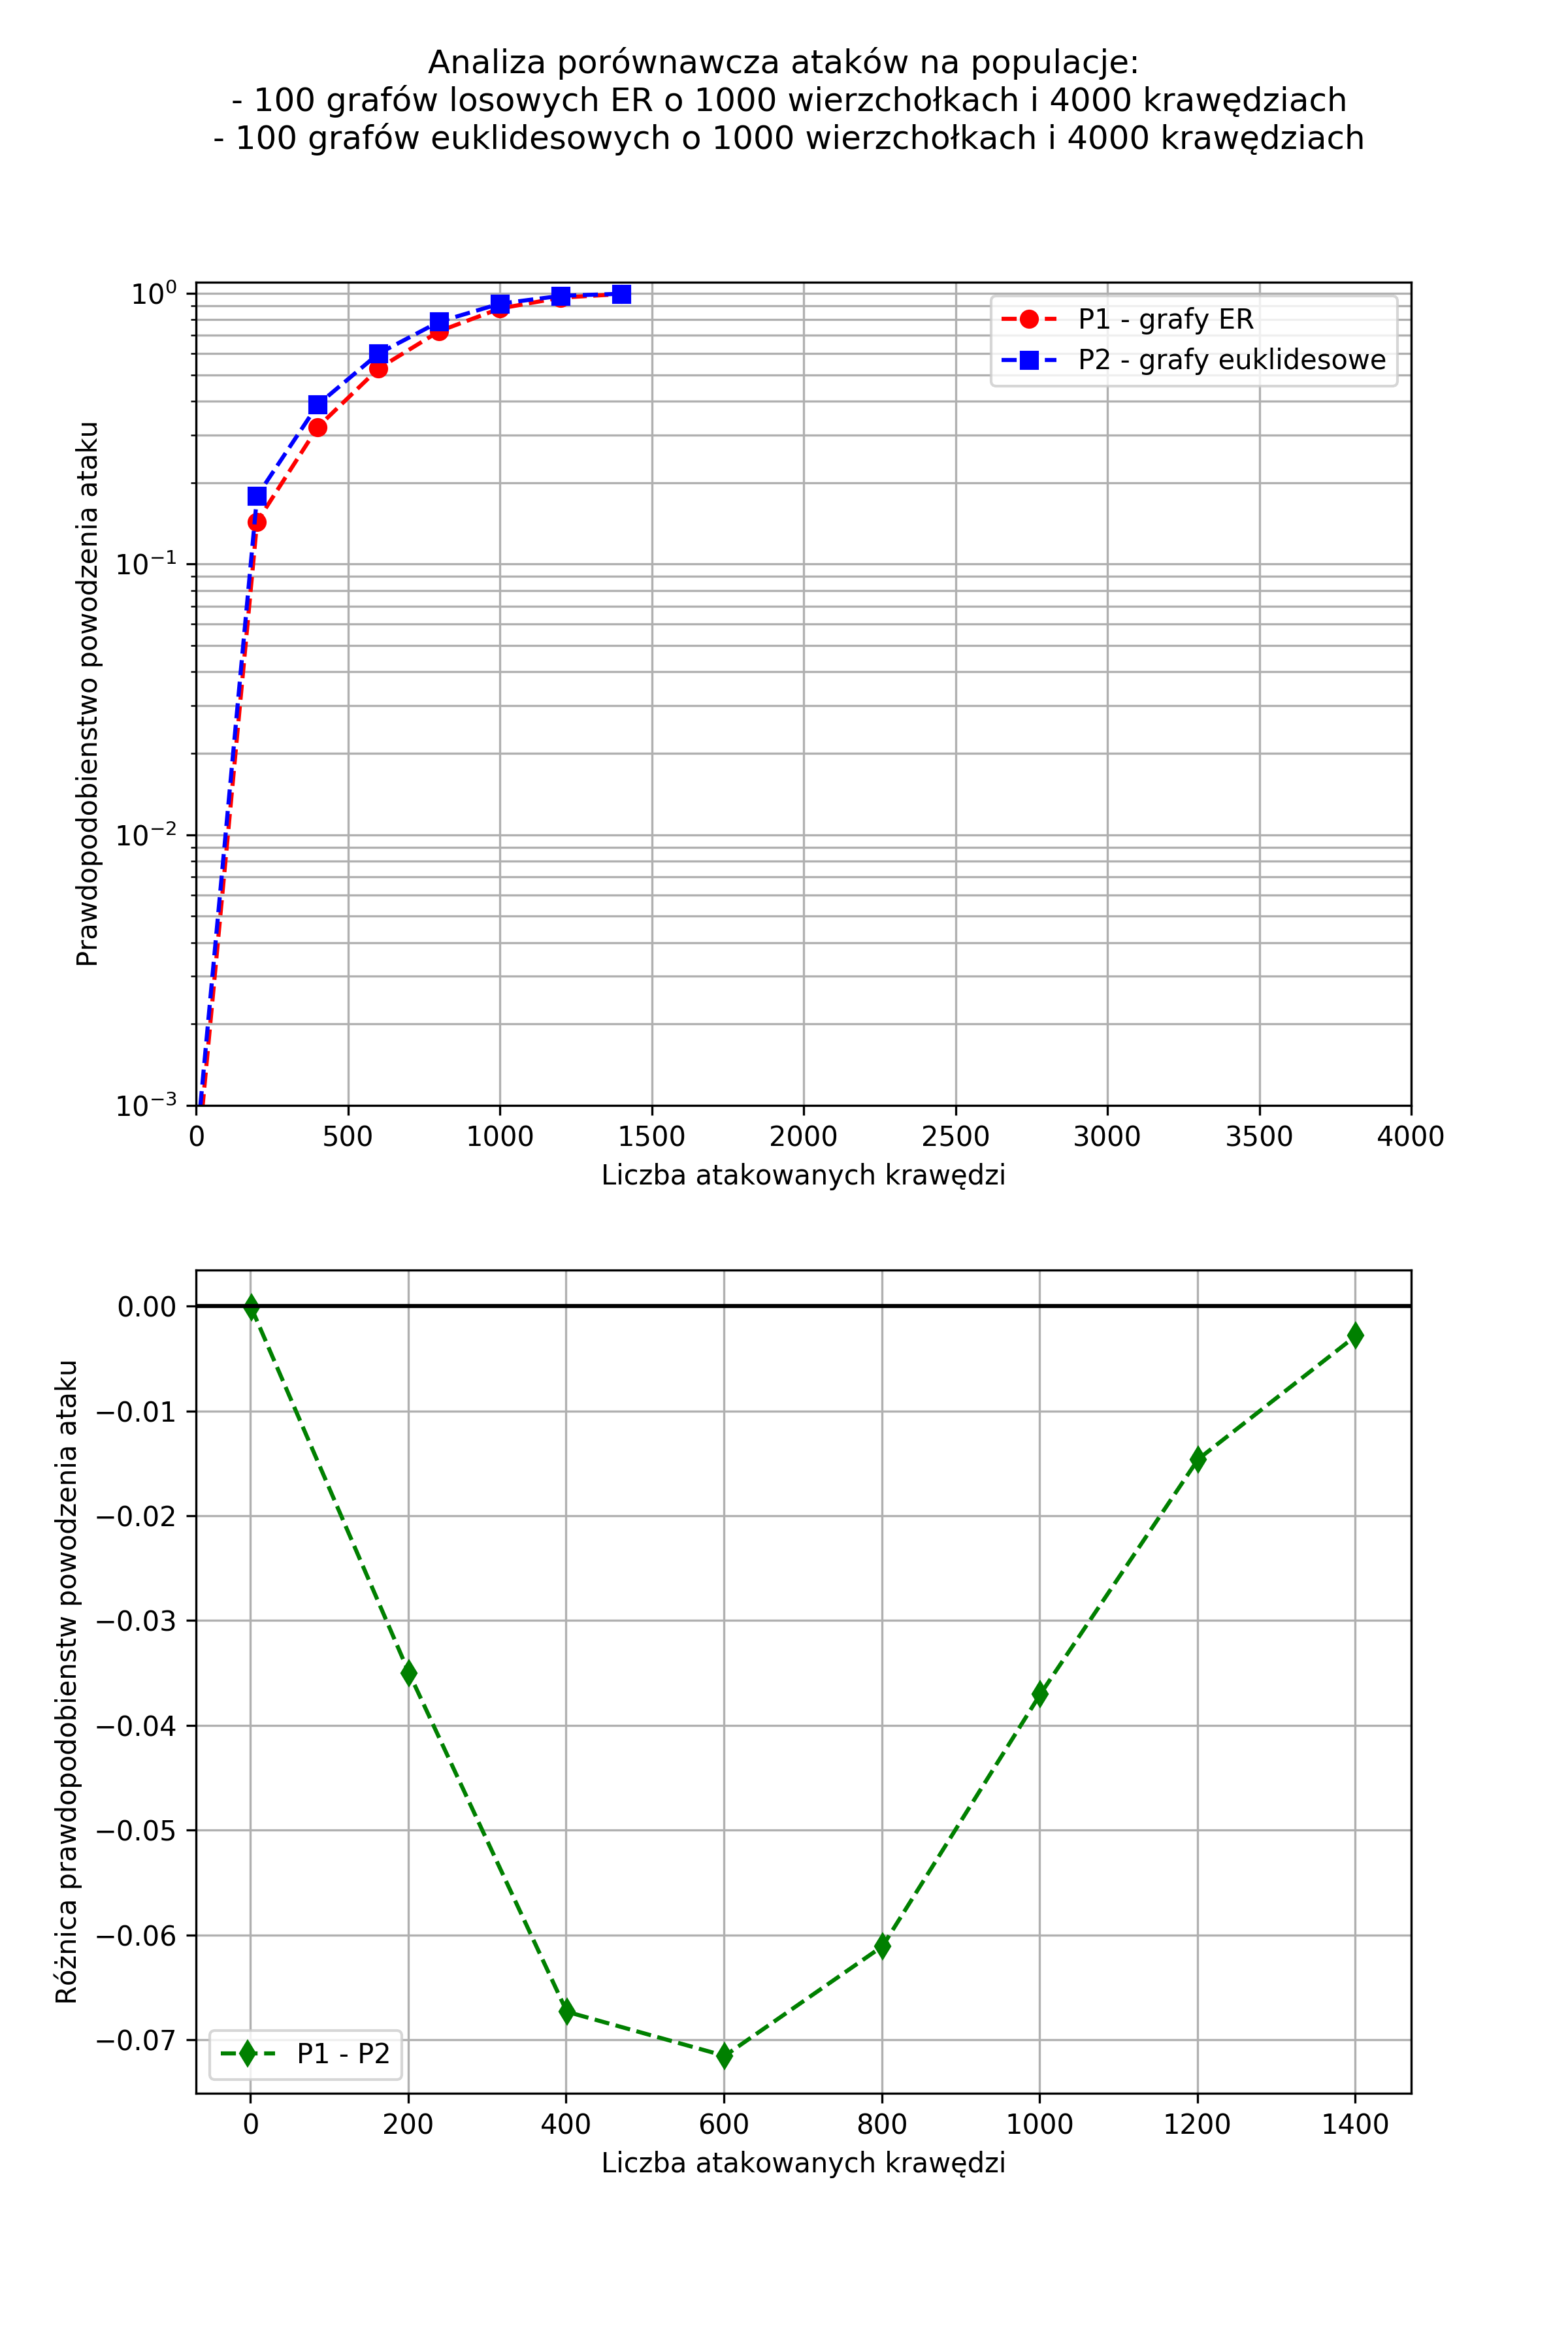 Analiza porównawcza ataków na populacje:
- 100 grafów losowych ER o 1000 wierzchołkach i 4000 krawędziach
- 100 grafów euklidesowych o 1000 wierzchołkach i 4000 krawędziach
10⁰
10⁻¹
10⁻²
10⁻³
Prawdopodobienstwo powodzenia ataku
P1 - grafy ER
P2 - grafy euklidesowe
0 500 1000 1500 2000 2500 3000 3500 4000
Liczba atakowanych krawędzi
0.00
−0.01
−0.02
−0.03
−0.04
−0.05
−0.06
−0.07
Różnica prawdopodobienstw powodzenia ataku
P1 - P2
0 200 400 600 800 1000 1200 1400
Liczba atakowanych krawędzi